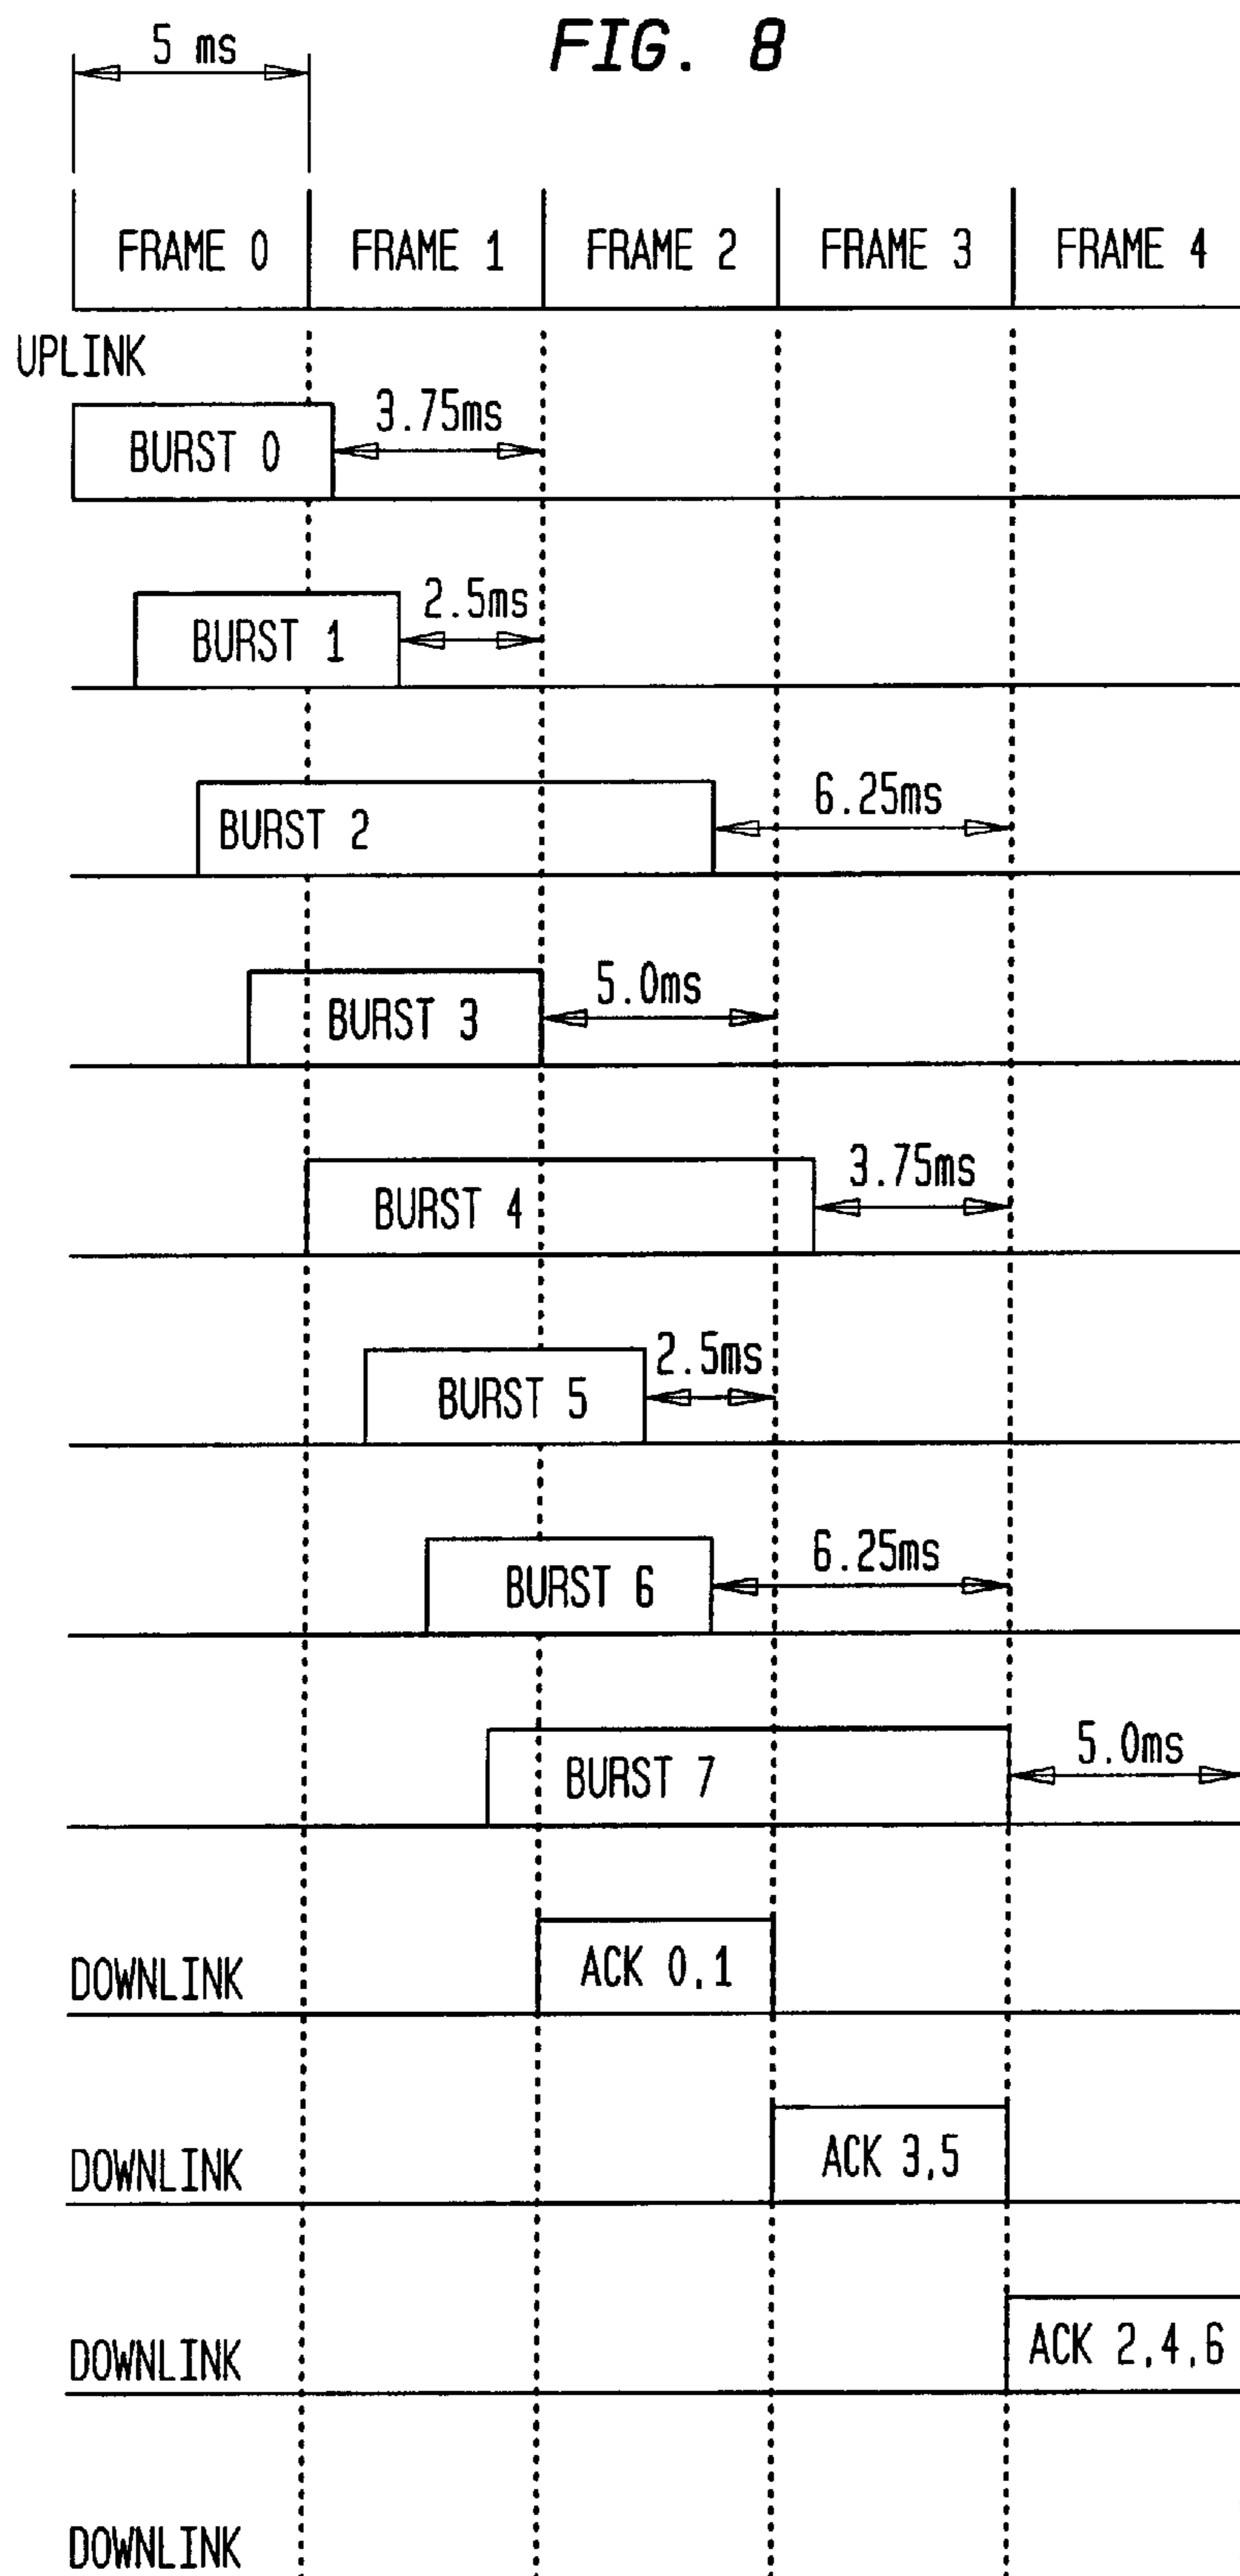 FIG. 8
5 ms
FRAME 0 FRAME 1 FRAME 2 FRAME 3 FRAME 4
UPLINK
BURST 0 3.75ms
BURST 1 2.5ms
BURST 2 6.25ms
BURST 3 5.0ms
BURST 4 3.75ms
BURST 5 2.5ms
BURST 6 6.25ms
BURST 7 5.0ms
DOWNLINK ACK 0,1
DOWNLINK ACK 3,5
DOWNLINK ACK 2,4,6
DOWNLINK